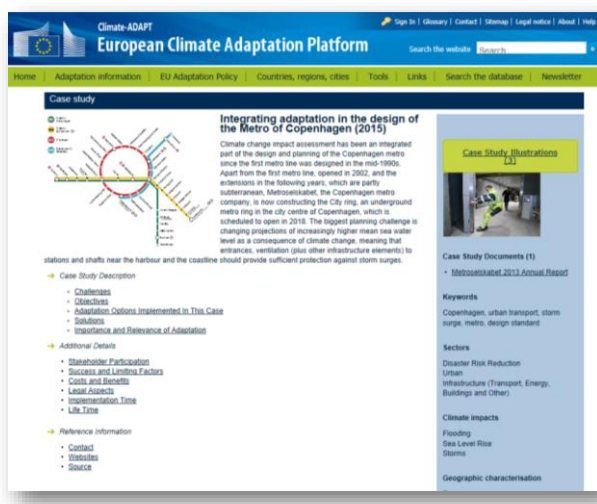 Climate-ADAPT
European Climate Adaptation Platform
Sign In | Glossary | Contact | Sitemap | Legal notice | About | Help
Search the website Search
Home | Adaptation information | EU Adaptation Policy | Countries, regions, cities | Tools | Links | Search the database | Newsletter
Case study
Integrating adaptation in the design of
the Metro of Copenhagen (2015)
Climate change impact assessment has been an integrated
part of the design and planning of the Copenhagen metro
since the first metro line was designed in the mid-1990s.
Apart from the first metro line, opened in 2002, and the
extensions in the following years, which are partly
subterranean, Metroselskabet, the Copenhagen metro
company, is now constructing the City ring, an underground
metro ring in the city centre of Copenhagen, which is
scheduled to open in 2018. The biggest planning challenge is
changing projections of increasingly higher mean sea water
level as a consequence of climate change, meaning that
entrances, ventilation (plus other infrastructure elements) to
stations and shafts near the harbour and the coastline should provide sufficient protection against storm surges.
Case Study Description
Challenges
Objectives
Adaptation Options Implemented In This Case
Solutions
Importance and Relevance of Adaptation
Additional Details
Stakeholder Participation
Success and Limiting Factors
Costs and Benefits
Legal Aspects
Implementation Time
Life Time
Reference Information
Contact
Websites
Source
Case Study Illustrations
(3)
Case Study Documents (1)
Metroselskabet 2013 Annual Report
Keywords
Copenhagen, urban transport, storm
surge, metro, design standard
Sectors
Disaster Risk Reduction
Urban
Infrastructure (Transport, Energy,
Buildings and Other)
Climate impacts
Flooding
Sea Level Rise
Storms
Geographic characterisation